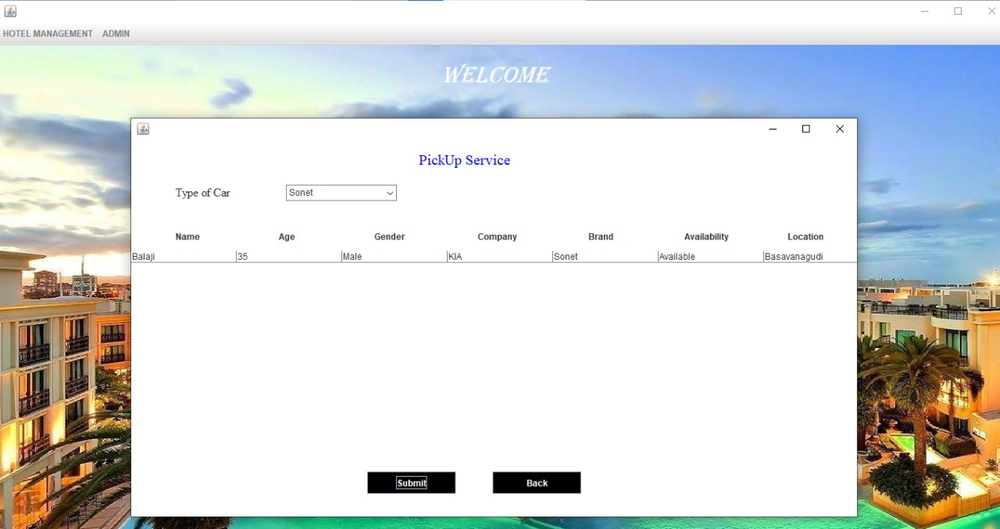 HOTEL MANAGEMENT ADMIN
WELCOME
PickUp Service
Type of Car Sonet
Name Age Gender Company Brand Availability Location
Balaji 35 Male KIA Sonet Available Basavanagudi
Submit Back